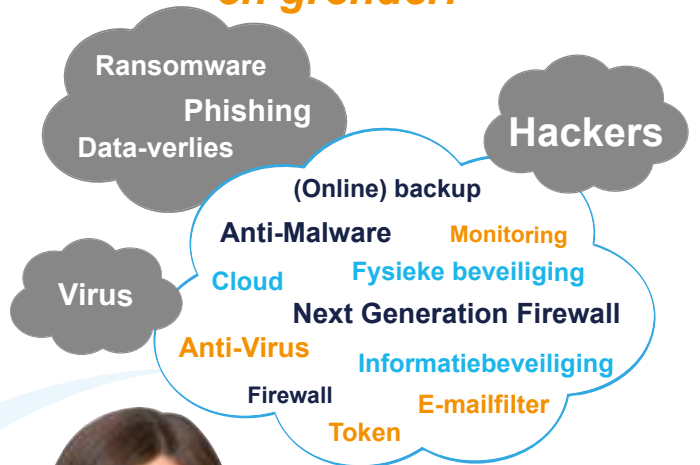 Ransomware
Phishing
Data-verlies
Hackers
(Online) backup
Anti-Malware
Monitoring
Cloud
Fysieke beveiliging
Virus
Next Generation Firewall
Anti-Virus
Informatiebeveiliging
Firewall
E-mailfilter
Token